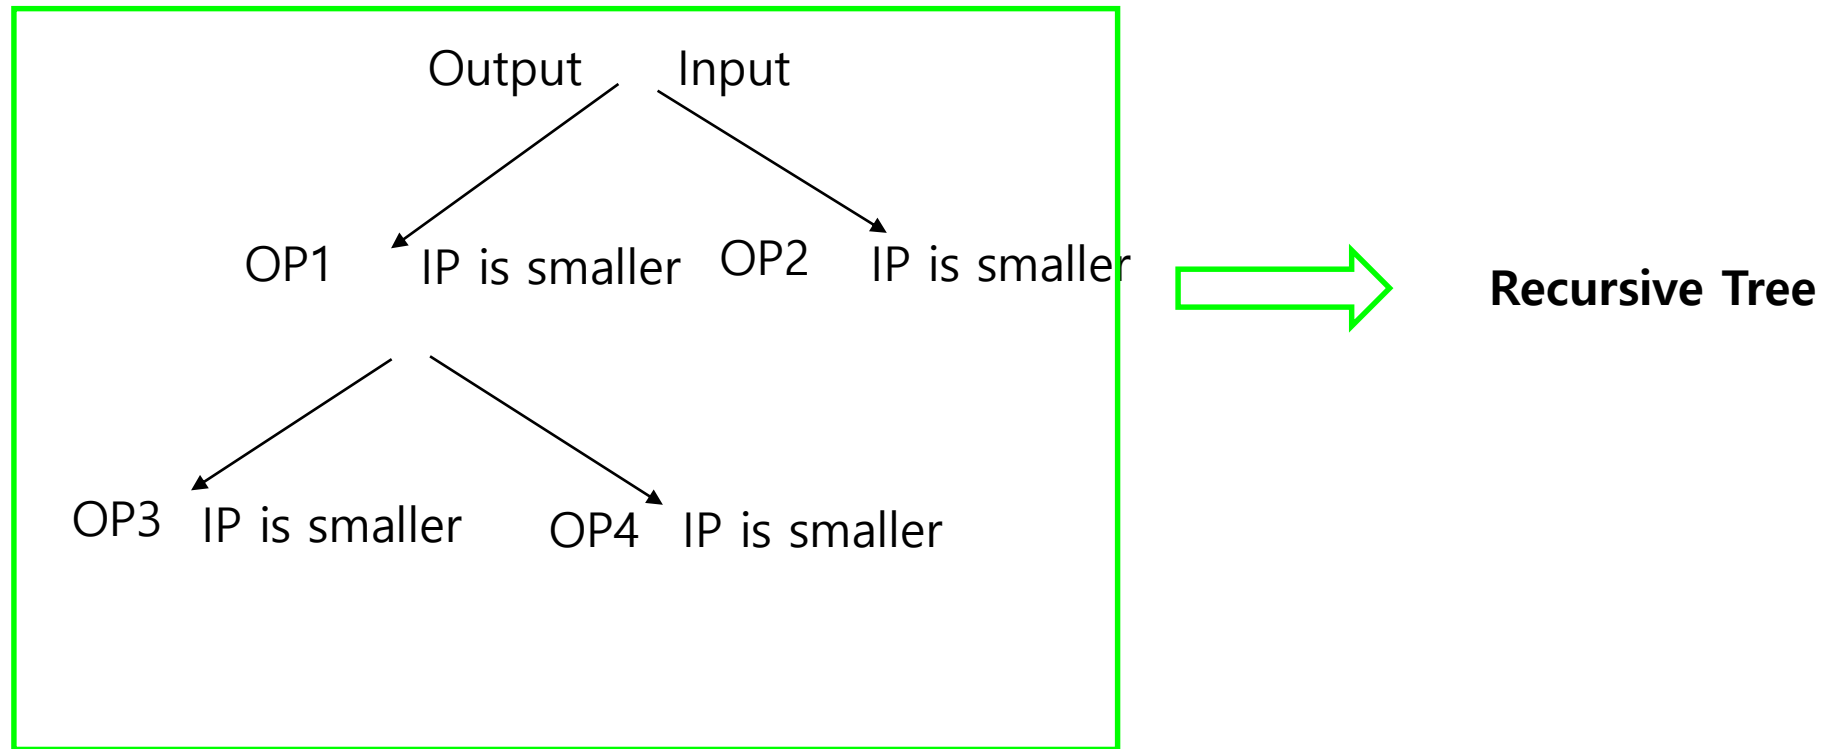 Output Input
OP1 IP is smaller OP2 IP is smaller
Recursive Tree
OP3 IP is smaller OP4 IP is smaller